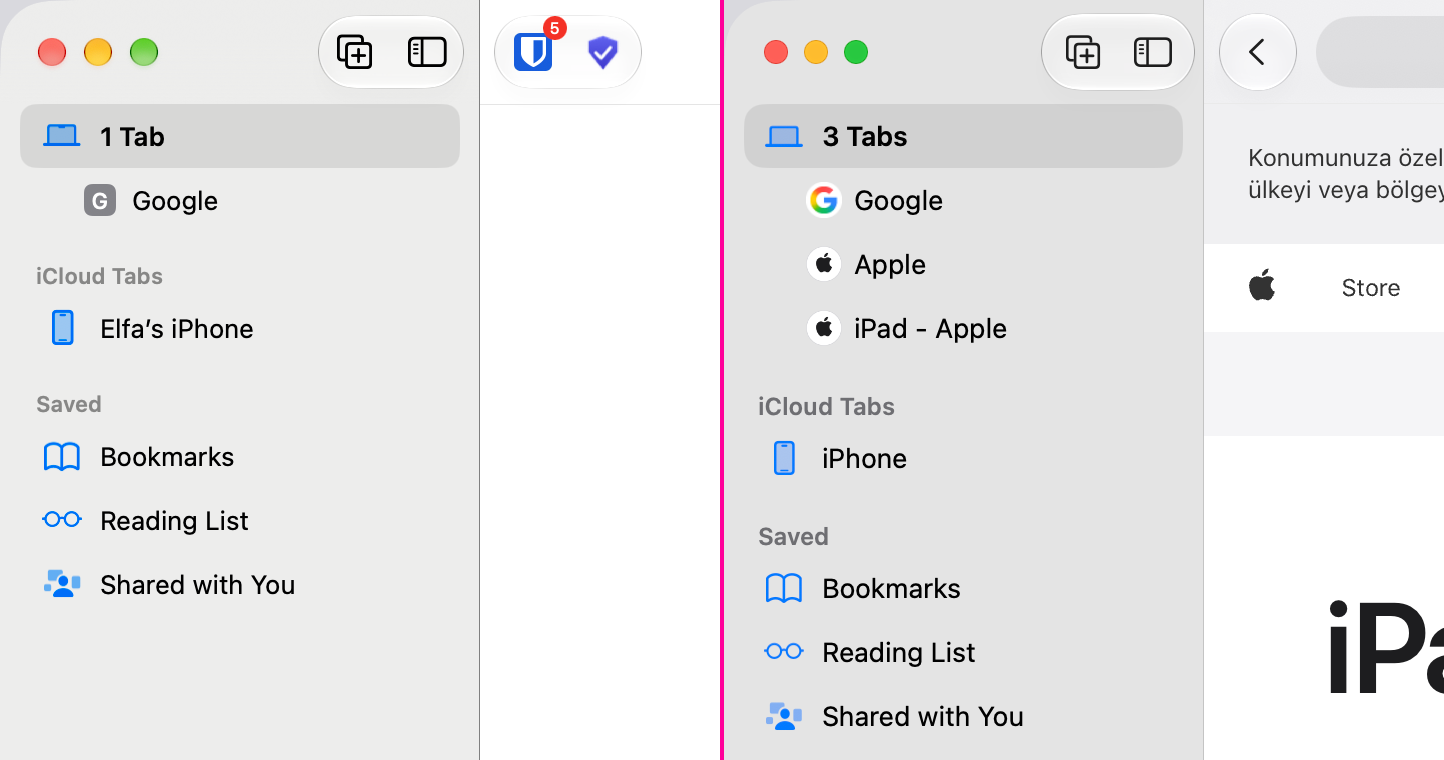 5
1 Tab
G
Google
iCloud Tabs
Elfa’s iPhone
Saved
Bookmarks
Reading List
Shared with You
3 Tabs
G
Google
Apple
iPad - Apple
iCloud Tabs
iPhone
Saved
Bookmarks
Reading List
Shared with You
Konumunuza özel
ülkeyi veya bölgey
Store
iPa